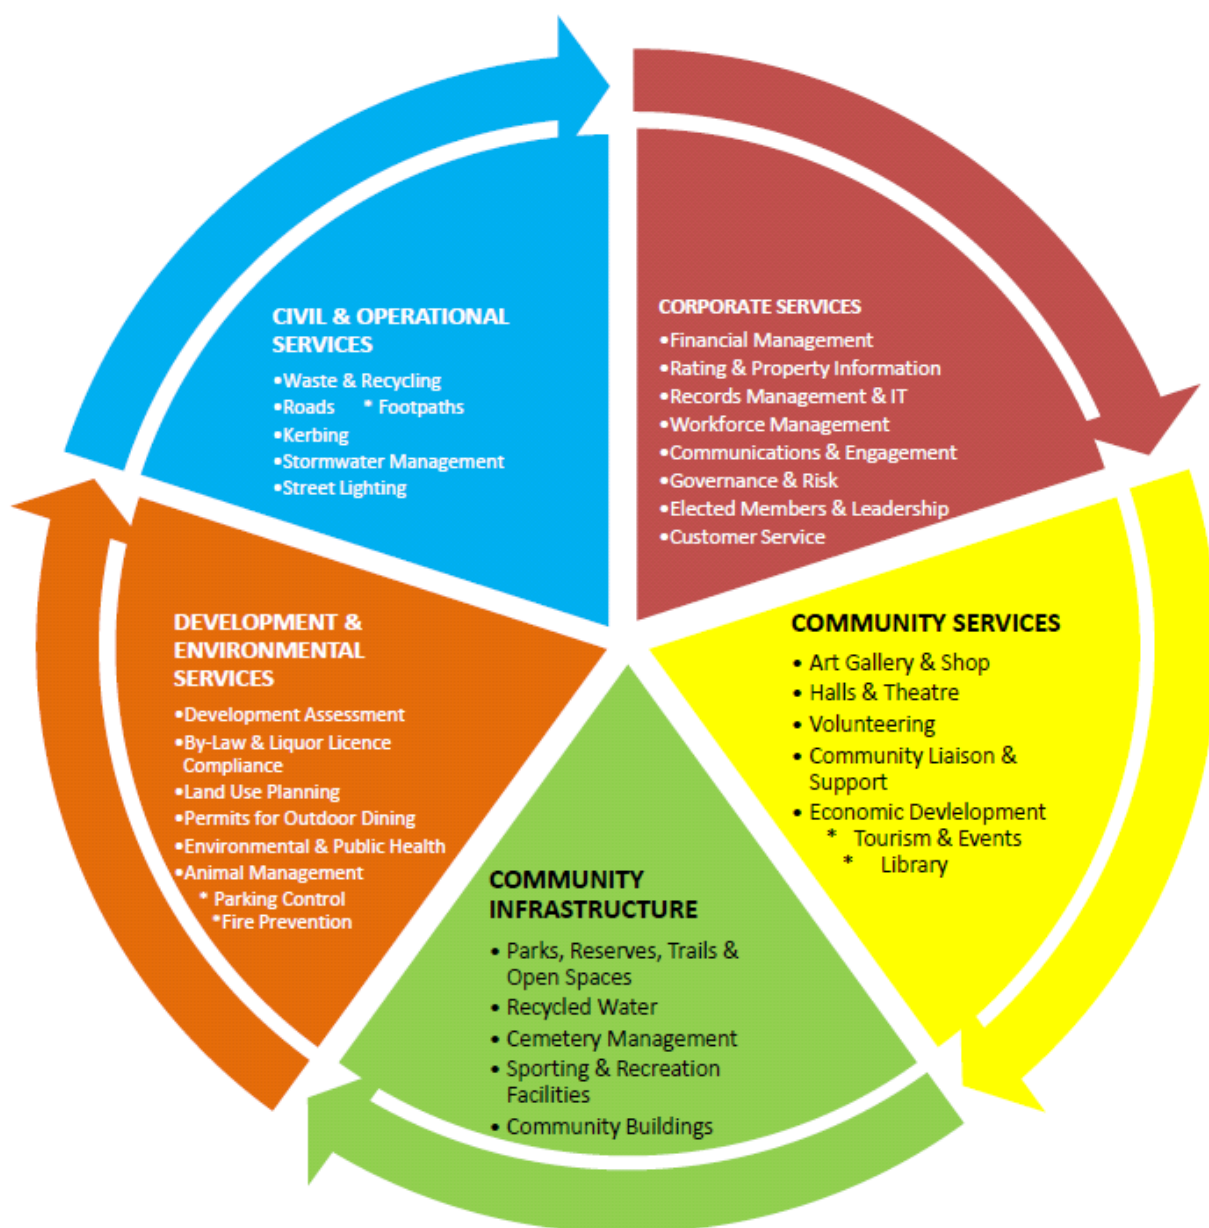 CORPORATE SERVICES
•Financial Management
•Rating & Property Information
•Records Management & IT
•Workforce Management
•Communications & Engagement
•Governance & Risk
•Elected Members & Leadership
•Customer Service
COMMUNITY SERVICES
• Art Gallery & Shop
• Halls & Theatre
• Volunteering
• Community Liaison &
Support
• Economic Devlelopment
* Tourism & Events
* Library
COMMUNITY
INFRASTRUCTURE
• Parks, Reserves, Trails &
Open Spaces
• Recycled Water
• Cemetery Management
• Sporting & Recreation
Facilities
• Community Buildings
DEVELOPMENT &
ENVIRONMENTAL
SERVICES
•Development Assessment
•By-Law & Liquor Licence
Compliance
•Land Use Planning
•Permits for Outdoor Dining
•Environmental & Public Health
•Animal Management
* Parking Control
*Fire Prevention
CIVIL & OPERATIONAL
SERVICES
•Waste & Recycling
•Roads * Footpaths
•Kerbing
•Stormwater Management
•Street Lighting